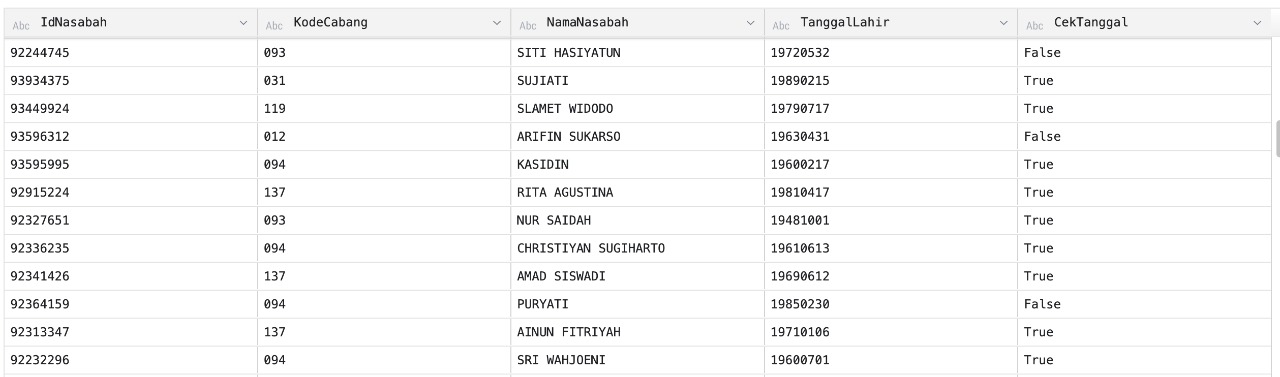 Abc IdNasabah Abc KodeCabang Abc NamaNasabah Abc TanggalLahir Abc CekTanggal
92244745 093 SITI HASIYATUN 19720532 False
93934375 031 SUJIATI 19890215 True
93449924 119 SLAMET WIDODO 19790717 True
93596312 012 ARIFIN SUKARSO 19630431 False
93595995 094 KASIDIN 19600217 True
92915224 137 RITA AGUSTINA 19810417 True
92327651 093 NUR SAIDAH 19481001 True
92336235 094 CHRISTIYAN SUGIHARTO 19610613 True
92341426 137 AMAD SISWADI 19690612 True
92364159 094 PURYATI 19850230 False
92313347 137 AINUN FITRIYAH 19710106 True
92232296 094 SRI WAHJOENI 19600701 True